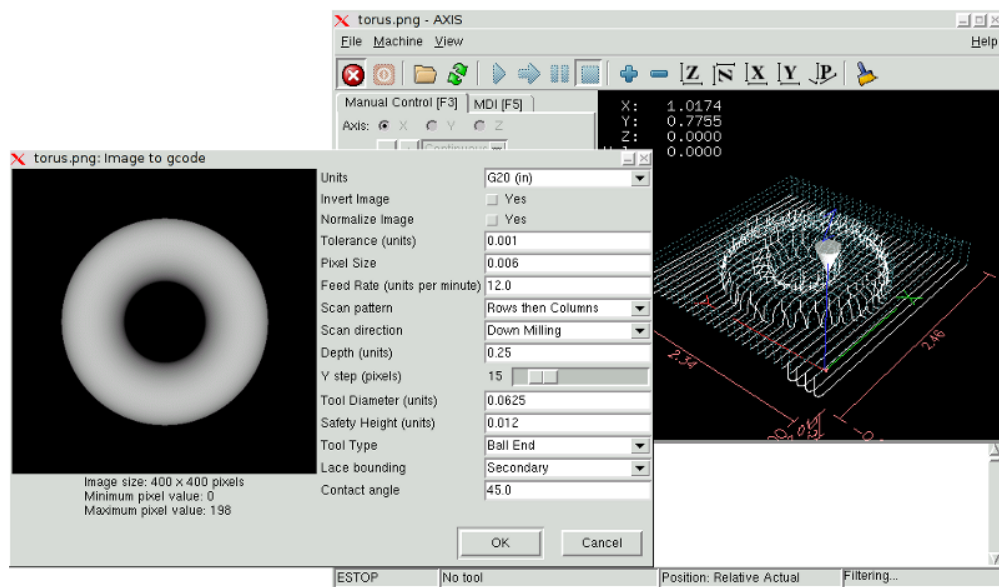 torus.png - AXIS
File Machine View Help
Z N X Y P
Manual Control [F3] MDI [F5]
Axis: X Y Z
Continuous
X: 1.0174
Y: 0.7755
Z: 0.0000
0.0000
2.34
2.46
torus.png: Image to gcode
Units G20 (in)
Invert Image Yes
Normalize Image Yes
Tolerance (units) 0.001
Pixel Size 0.006
Feed Rate (units per minute) 12.0
Scan pattern Rows then Columns
Scan direction Down Milling
Depth (units) 0.25
Y step (pixels) 15
Tool Diameter (units) 0.0625
Safety Height (units) 0.012
Tool Type Ball End
Lace bounding Secondary
Contact angle 45.0
Image size: 400 x 400 pixels
Minimum pixel value: 0
Maximum pixel value: 198
OK Cancel
ESTOP No tool Position: Relative Actual Filtering...